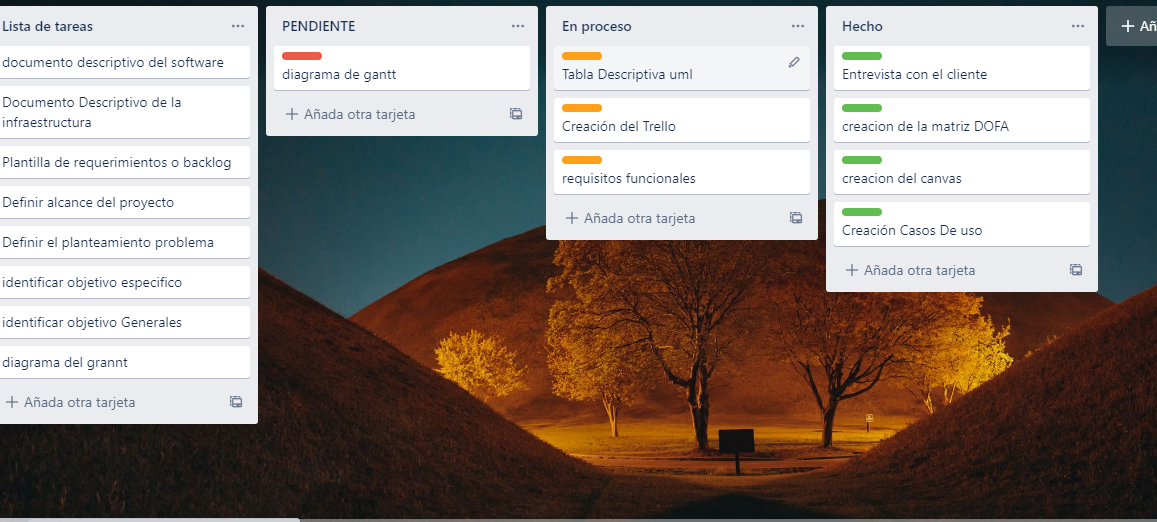 Lista de tareas
documento descriptivo del software
Documento Descriptivo de la
infraestructura
Plantilla de requerimientos o backlog
Definir alcance del proyecto
Definir el planteamiento problema
identificar objetivo especifico
identificar objetivo Generales
diagrama del grannt
Añada otra tarjeta
PENDIENTE
diagrama de gantt
Añada otra tarjeta
En proceso
Tabla Descriptiva uml
Creación del Trello
requisitos funcionales
Añada otra tarjeta
Hecho
Entrevista con el cliente
creacion de la matriz DOFA
creacion del canvas
Creación Casos De uso
Añada otra tarjeta
Añ